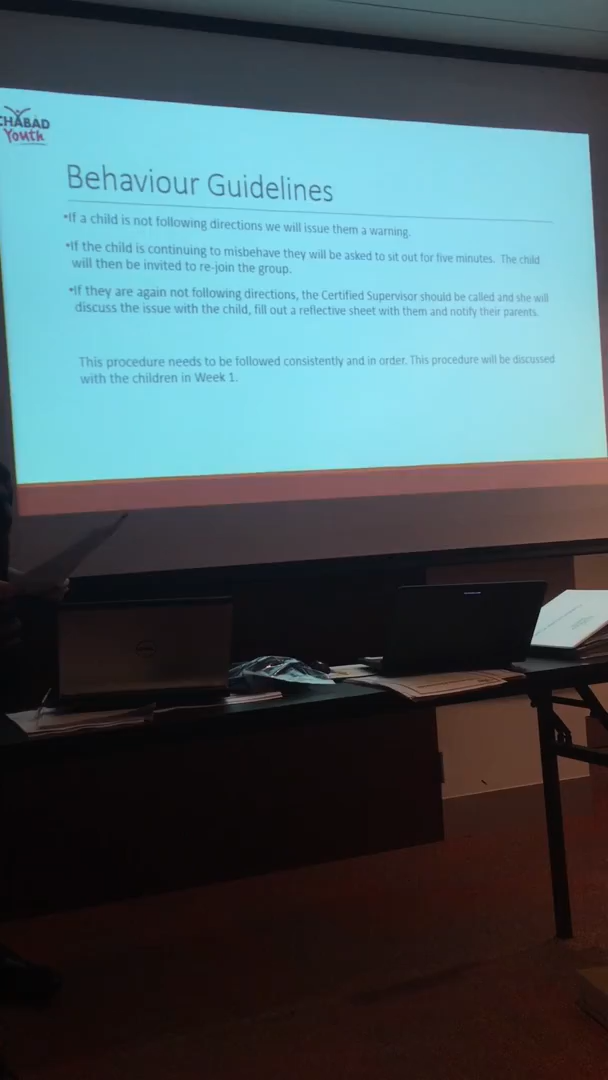 CHABAD
Youth
Behaviour Guidelines
•If a child is not following directions we will issue them a warning.
•If the child is continuing to misbehave they will be asked to sit out for five minutes. The child
will then be invited to re-join the group.
•If they are again not following directions, the Certified Supervisor should be called and she will
discuss the issue with the child, fill out a reflective sheet with them and notify their parents.
This procedure needs to be followed consistently and in order. This procedure will be discussed
with the children in Week 1.
DELL